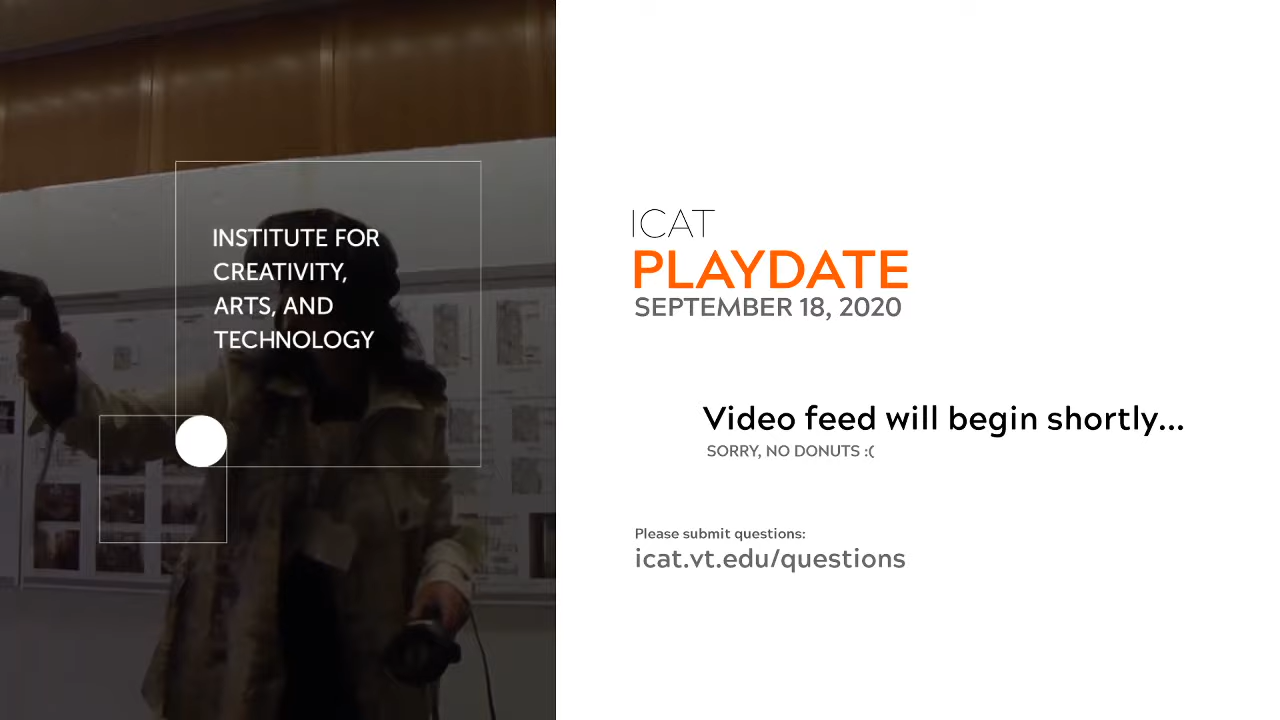 INSTITUTE FOR
CREATIVITY,
ARTS, AND
TECHNOLOGY
ICAT
PLAYDATE
SEPTEMBER 18, 2020
Video feed will begin shortly...
SORRY, NO DONUTS :(
Please submit questions:
icat.vt.edu/questions